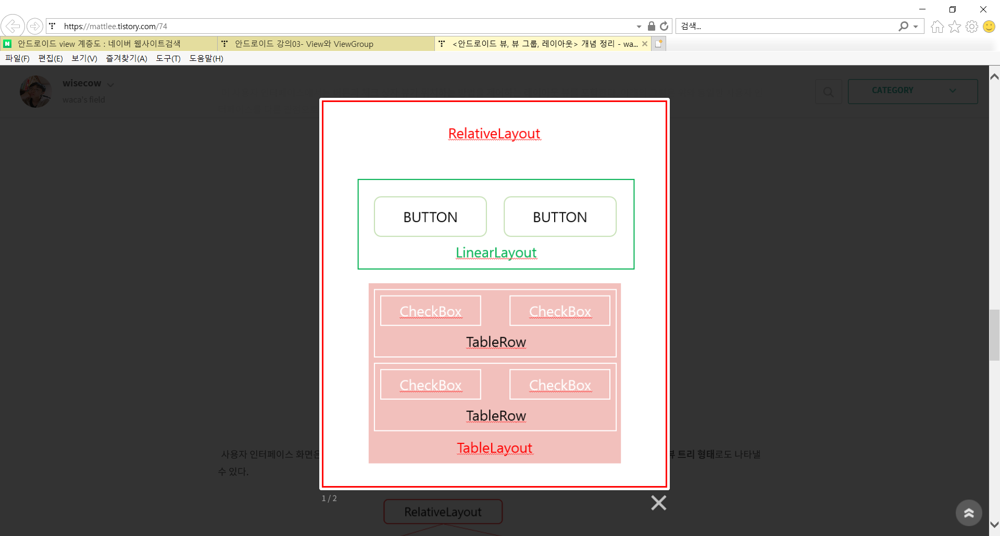 https://mattlee.tistory.com/74
검색...
안드로이드 view 계층도 : 네이버 웹사이트검색
안드로이드 강의03- View와 ViewGroup
<안드로이드 뷰, 뷰 그룹, 레이아웃> 개념 정리 - wa...
파일(F) 편집(E) 보기(V) 즐겨찾기(A) 도구(T) 도움말(H)
wisecow
waca's field
CATEGORY
RelativeLayout
BUTTON BUTTON
LinearLayout
CheckBox CheckBox
TableRow
CheckBox CheckBox
TableRow
TableLayout
사용자 인터페이스 화면은 트리 형태로도 나타낼
수 있다.
1 / 2
RelativeLayout